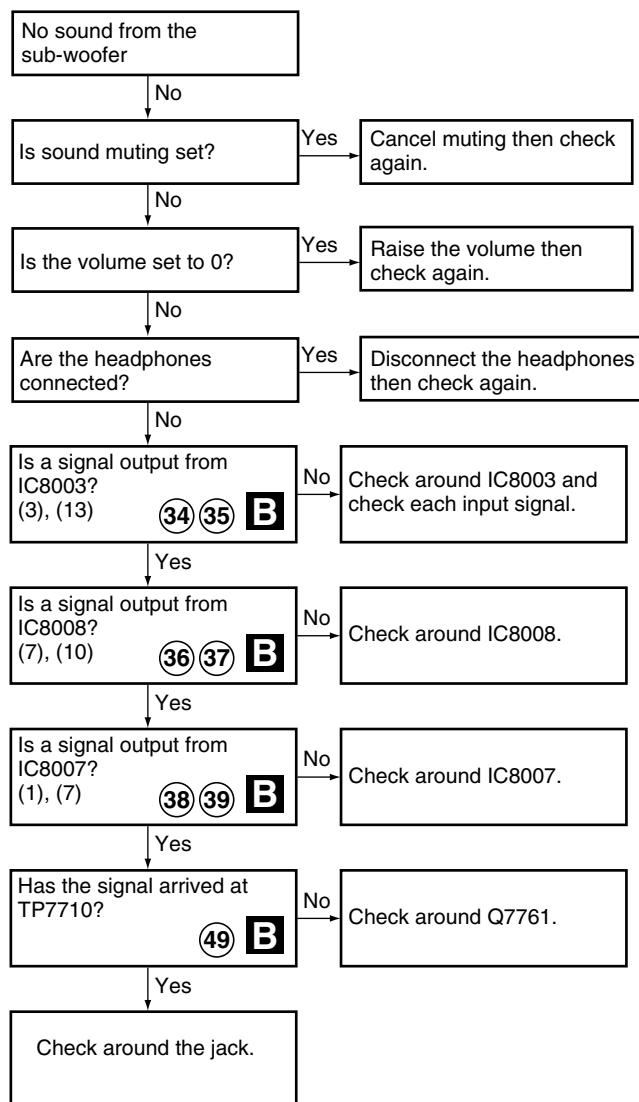 No sound from the
sub-woofer
No
Is sound muting set?
Yes
Cancel muting then check
again.
No
Is the volume set to 0?
Yes
Raise the volume then
check again.
No
Are the headphones
connected?
Yes
Disconnect the headphones
then check again.
No
Is a signal output from
IC8003?
(3), (13)
34 35 B
No
Check around IC8003 and
check each input signal.
Yes
Is a signal output from
IC8008?
(7), (10)
36 37 B
No
Check around IC8008.
Yes
Is a signal output from
IC8007?
(1), (7)
38 39 B
No
Check around IC8007.
Yes
Has the signal arrived at
TP7710?
49 B
No
Check around Q7761.
Yes
Check around the jack.